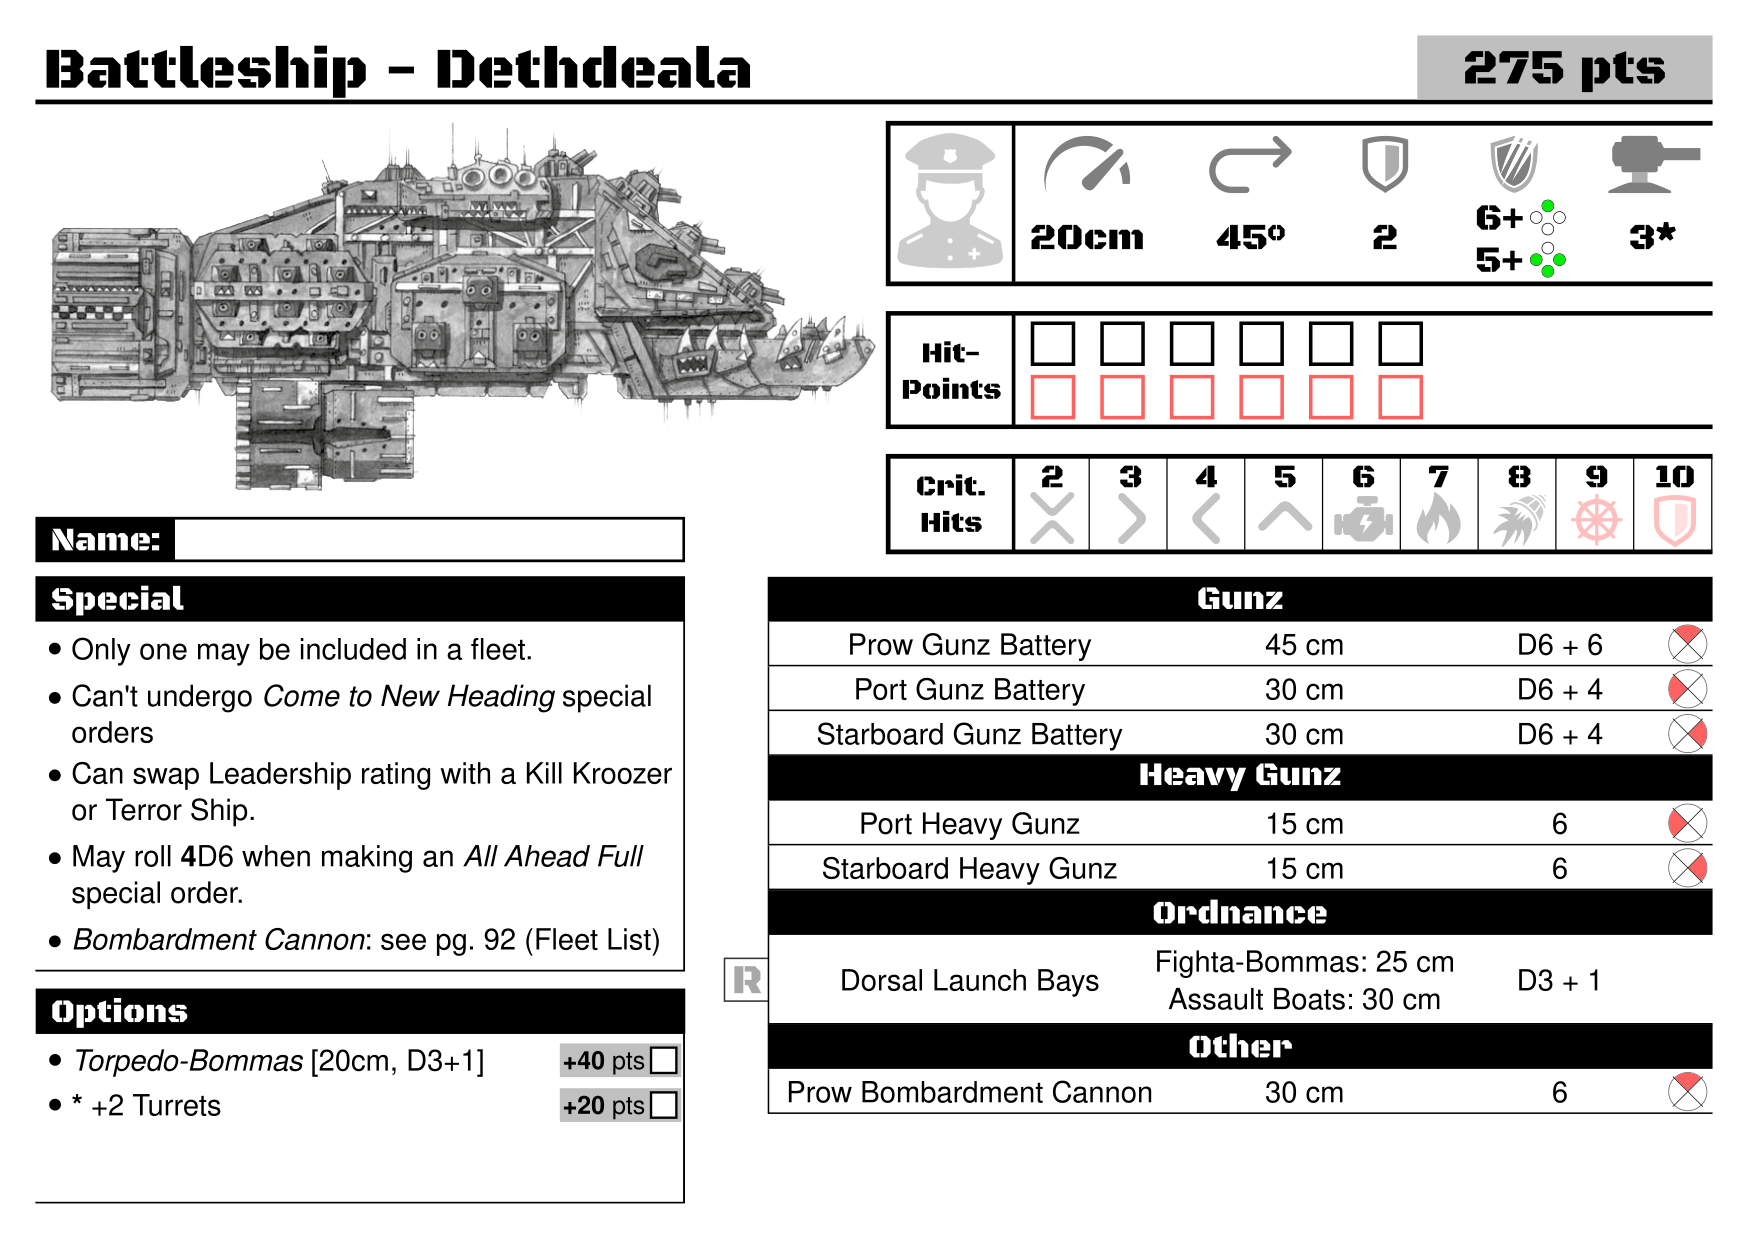 Battleship – Dethdeala
275 pts
20cm 45º 2 6+ 5+ 3*
Hit-
Points
Crit.
Hits
2 3 4 5 6 7 8 9 10
Name:
Special
• Only one may be included in a fleet.
• Can't undergo Come to New Heading special
orders
• Can swap Leadership rating with a Kill Kroozer
or Terror Ship.
• May roll 4D6 when making an All Ahead Full
special order.
• Bombardment Cannon: see pg. 92 (Fleet List)
Options
• Torpedo-Bommas [20cm, D3+1] +40 pts
• * +2 Turrets +20 pts
Gunz
Prow Gunz Battery 45 cm D6 + 6
Port Gunz Battery 30 cm D6 + 4
Starboard Gunz Battery 30 cm D6 + 4
Heavy Gunz
Port Heavy Gunz 15 cm 6
Starboard Heavy Gunz 15 cm 6
Ordnance
R
Dorsal Launch Bays Fighta-Bommas: 25 cm D3 + 1
Assault Boats: 30 cm
Other
Prow Bombardment Cannon 30 cm 6